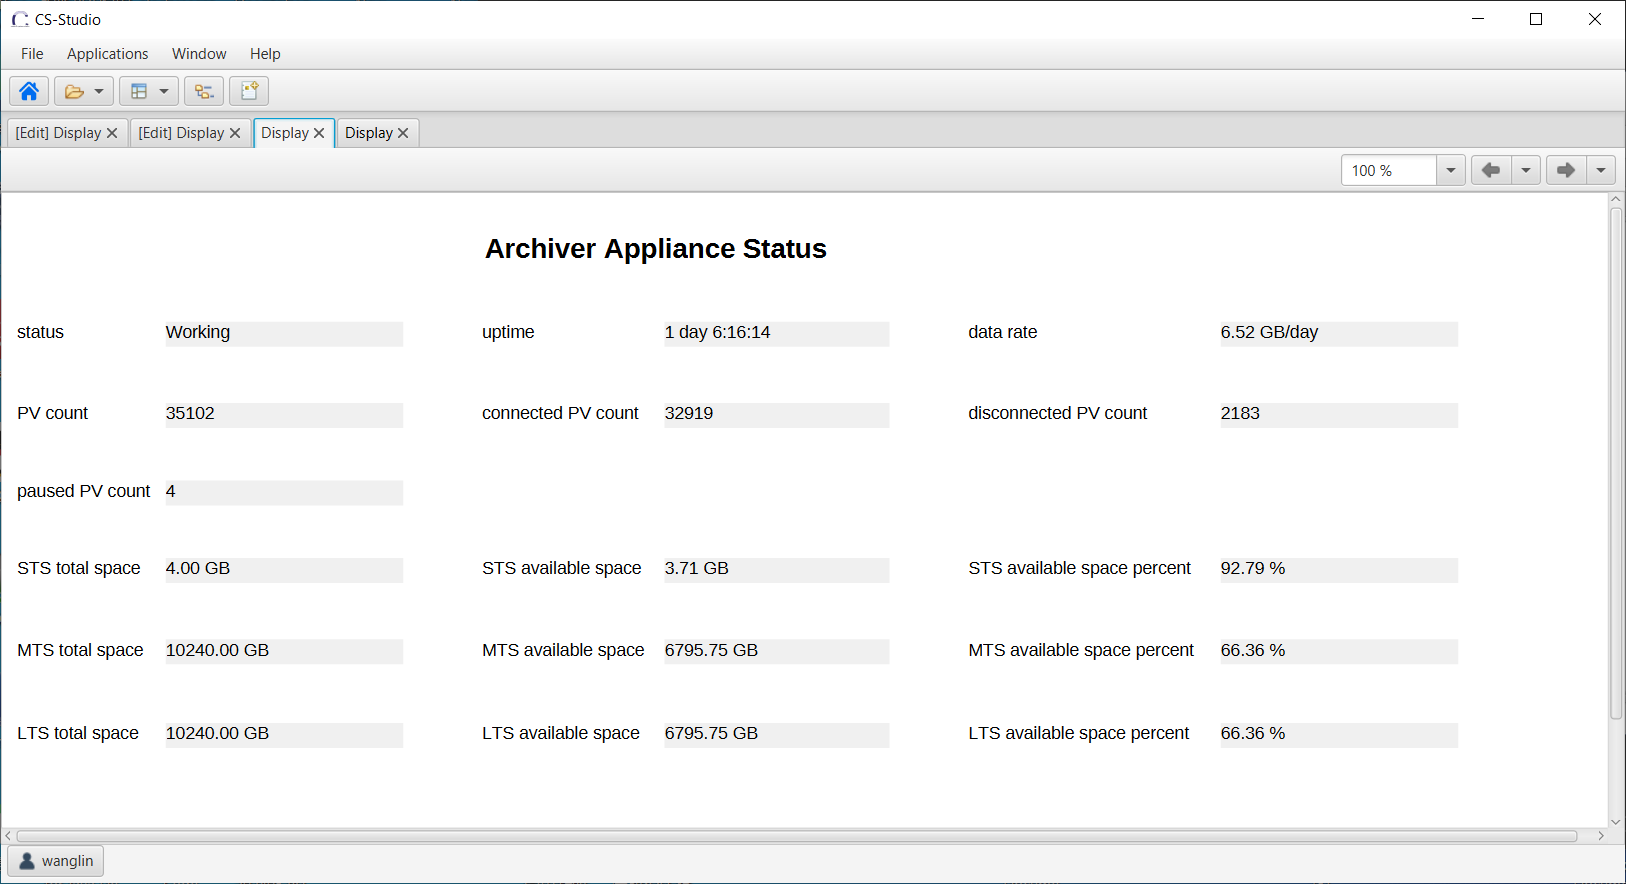 CS-Studio
File Applications Window Help
[Edit] Display [Edit] Display Display Display
100 %
Archiver Appliance Status
status Working uptime 1 day 6:16:14 data rate 6.52 GB/day
PV count 35102 connected PV count 32919 disconnected PV count 2183
paused PV count 4
STS total space 4.00 GB STS available space 3.71 GB STS available space percent 92.79 %
MTS total space 10240.00 GB MTS available space 6795.75 GB MTS available space percent 66.36 %
LTS total space 10240.00 GB LTS available space 6795.75 GB LTS available space percent 66.36 %
wanglin